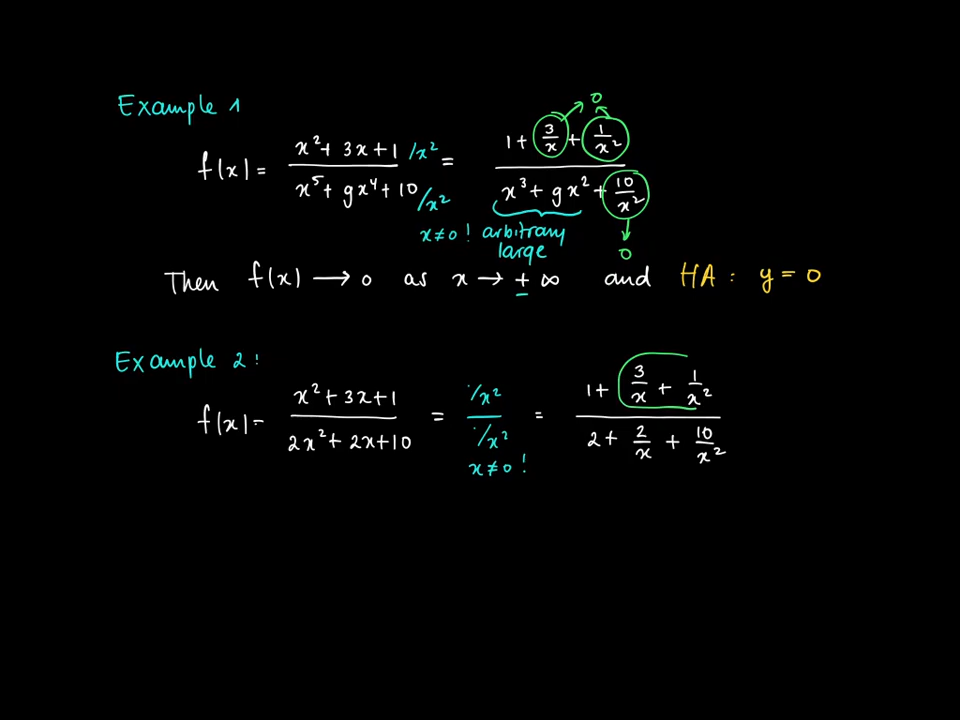 Example 1
f(x) = (x² + 3x + 1)/(x⁵ + 9x⁴ + 10) /x² /x² = (1 + 3/x + 1/x²)/(x³ + 9x² + 10/x²) 0
x ≠ 0 ! arbitrary large 0
Then f(x) → 0 as x → ± ∞ and HA : y = 0
Example 2 :
f(x) = (x² + 3x + 1)/(2x² + 2x + 10) = (:/x²)/(:/x²) = (1 + 3/x + 1/x²)/(2 + 2/x + 10/x²)
x ≠ 0 !